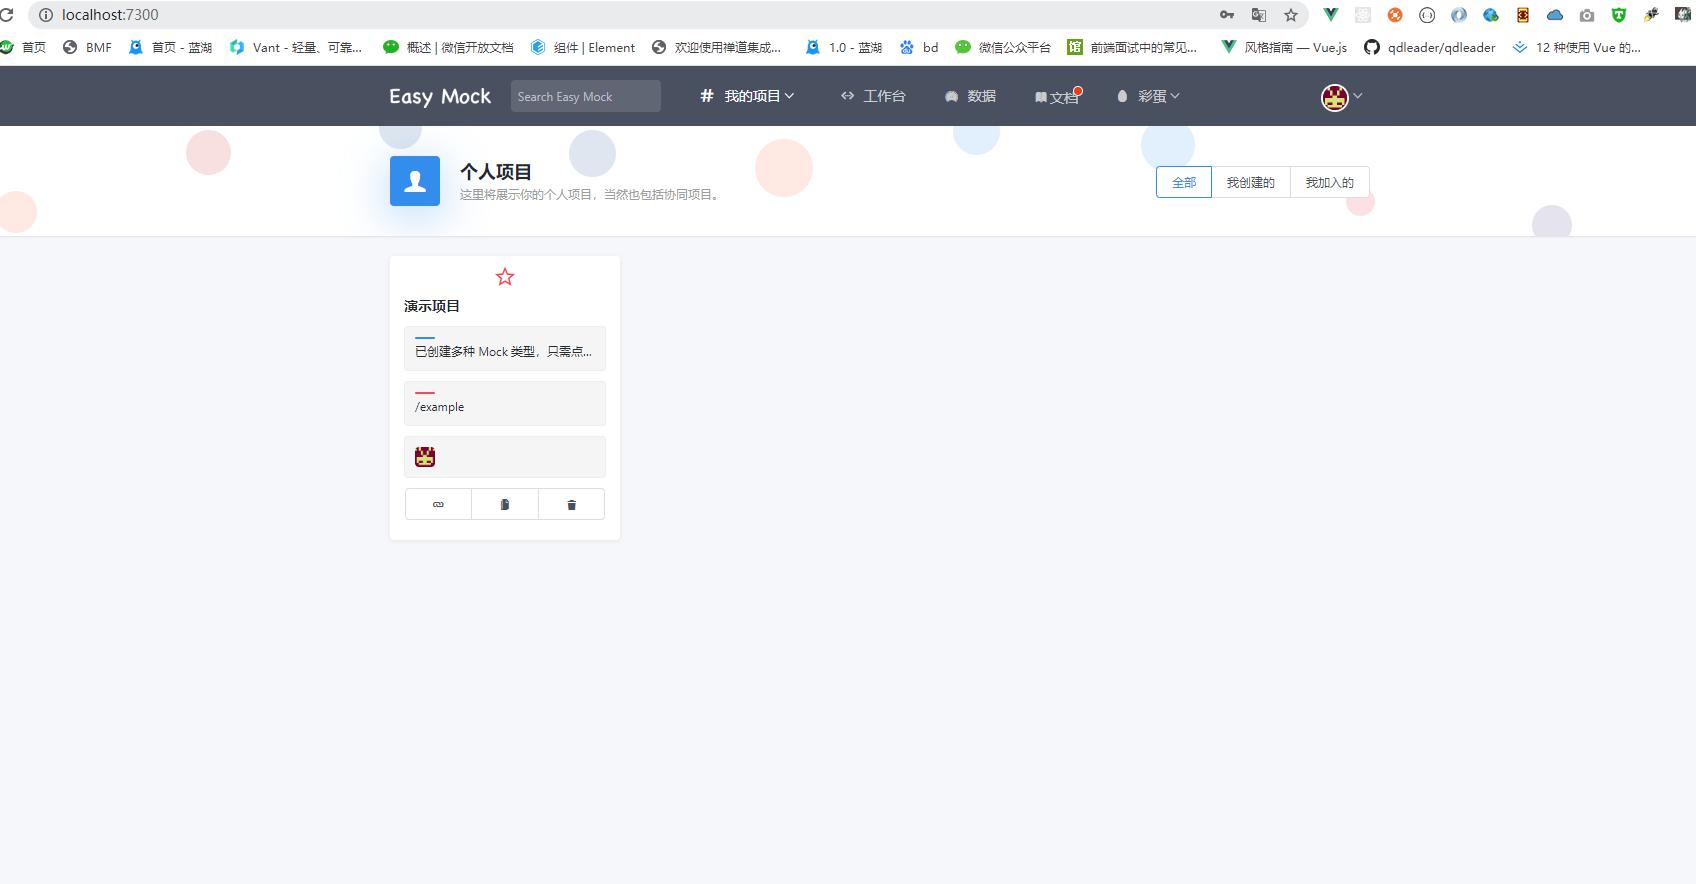 localhost:7300
首页 BMF 首页 - 蓝湖 Vant - 轻量、可靠... 概述 | 微信开放文档 组件 | Element 欢迎使用禅道集成... 1.0 - 蓝湖 bd 微信公众平台 馆 前端面试中的常见... 风格指南 — Vue.js qdleader/qdleader 12 种使用 Vue 的...
Easy Mock Search Easy Mock # 我的项目 工作台 数据 文档 彩蛋
个人项目
这里将展示你的个人项目，当然也包括协同项目。
全部 我创建的 我加入的
演示项目
已创建多种 Mock 类型，只需点...
/example